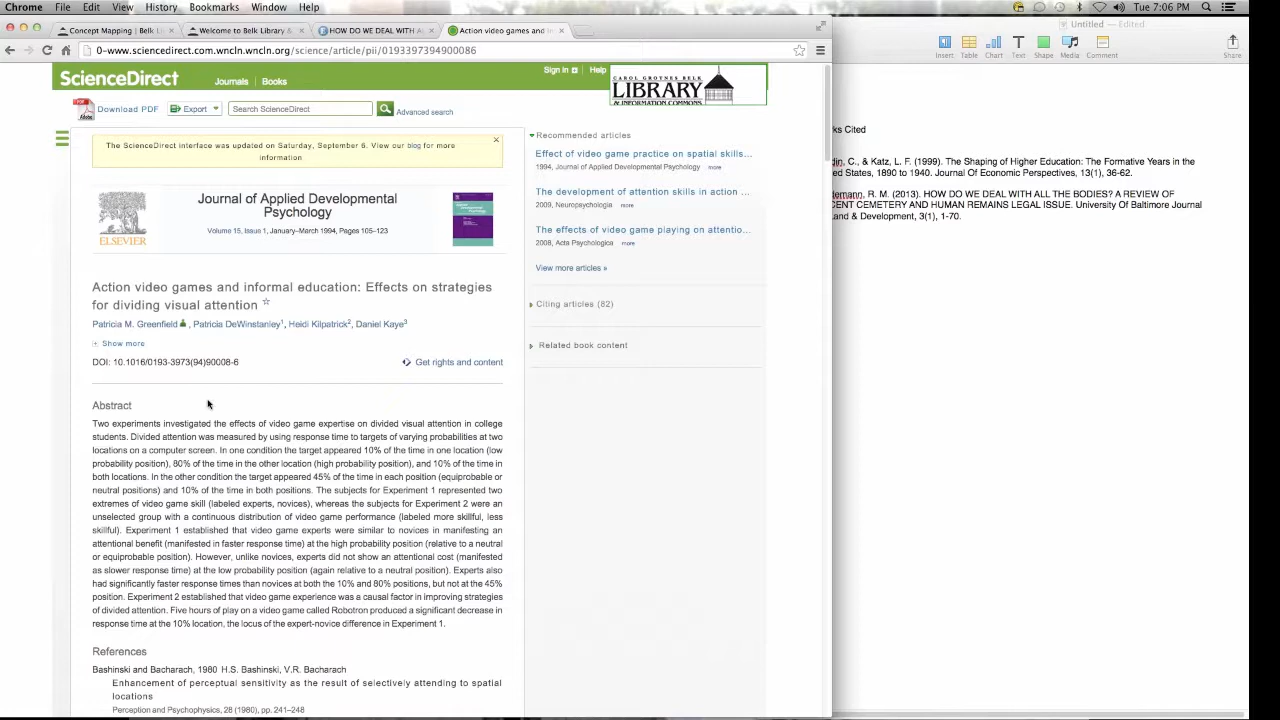 Chrome File Edit View History Bookmarks Window Help
Tue 7:06 PM
Concept Mapping | Belk Li
Welcome to Belk Library &
HOW DO WE DEAL WITH A
Action video games and in
Untitled — Edited
0-www.sciencedirect.com.wncln.wncln.org/science/article/pii/0193397394900086
Insert Table Chart Text Shape Media Comment
Share
ScienceDirect
Journals Books
Sign in
Help
CAROL GROTNES BELK
LIBRARY
& INFORMATION COMMONS
PDF
Adobe
Download PDF
Export
Search ScienceDirect
Advanced search
The ScienceDirect interface was updated on Saturday, September 6. View our blog for more
information
ELSEVIER
Journal of Applied Developmental
Psychology
Volume 15, Issue 1, January–March 1994, Pages 105–123
Action video games and informal education: Effects on strategies
for dividing visual attention
Patricia M. Greenfield , Patricia DeWinstanley1, Heidi Kilpatrick2, Daniel Kaye3
Show more
DOI: 10.1016/0193-3973(94)90008-6
Get rights and content
Abstract
Two experiments investigated the effects of video game expertise on divided visual attention in college
students. Divided attention was measured by using response time to targets of varying probabilities at two
locations on a computer screen. In one condition the target appeared 10% of the time in one location (low
probability position), 80% of the time in the other location (high probability position), and 10% of the time in
both locations. In the other condition the target appeared 45% of the time in each position (equiprobable or
neutral positions) and 10% of the time in both positions. The subjects for Experiment 1 represented two
extremes of video game skill (labeled experts, novices), whereas the subjects for Experiment 2 were an
unselected group with a continuous distribution of video game performance (labeled more skillful, less
skillful). Experiment 1 established that video game experts were similar to novices in manifesting an
attentional benefit (manifested in faster response time) at the high probability position (relative to a neutral
or equiprobable position). However, unlike novices, experts did not show an attentional cost (manifested
as slower response time) at the low probability position (again relative to a neutral position). Experts also
had significantly faster response times than novices at both the 10% and 80% positions, but not at the 45%
position. Experiment 2 established that video game experience was a causal factor in improving strategies
of divided attention. Five hours of play on a video game called Robotron produced a significant decrease in
response time at the 10% location, the locus of the expert-novice difference in Experiment 1.
References
Bashinski and Bacharach, 1980 H.S. Bashinski, V.R. Bacharach
Enhancement of perceptual sensitivity as the result of selectively attending to spatial
locations
Perception and Psychophysics, 28 (1980), pp. 241–248
Recommended articles
Effect of video game practice on spatial skills...
1994, Journal of Applied Developmental Psychology more
The development of attention skills in action ...
2009, Neuropsychologia more
The effects of video game playing on attentio...
2008, Acta Psychologica more
View more articles »
Citing articles (82)
Related book content
ks Cited
din, C., & Katz, L. F. (1999). The Shaping of Higher Education: The Formative Years in the
ed States, 1890 to 1940. Journal Of Economic Perspectives, 13(1), 36-62.
demann, R. M. (2013). HOW DO WE DEAL WITH ALL THE BODIES? A REVIEW OF
CENT CEMETERY AND HUMAN REMAINS LEGAL ISSUE. University Of Baltimore Journal
Land & Development, 3(1), 1-70.